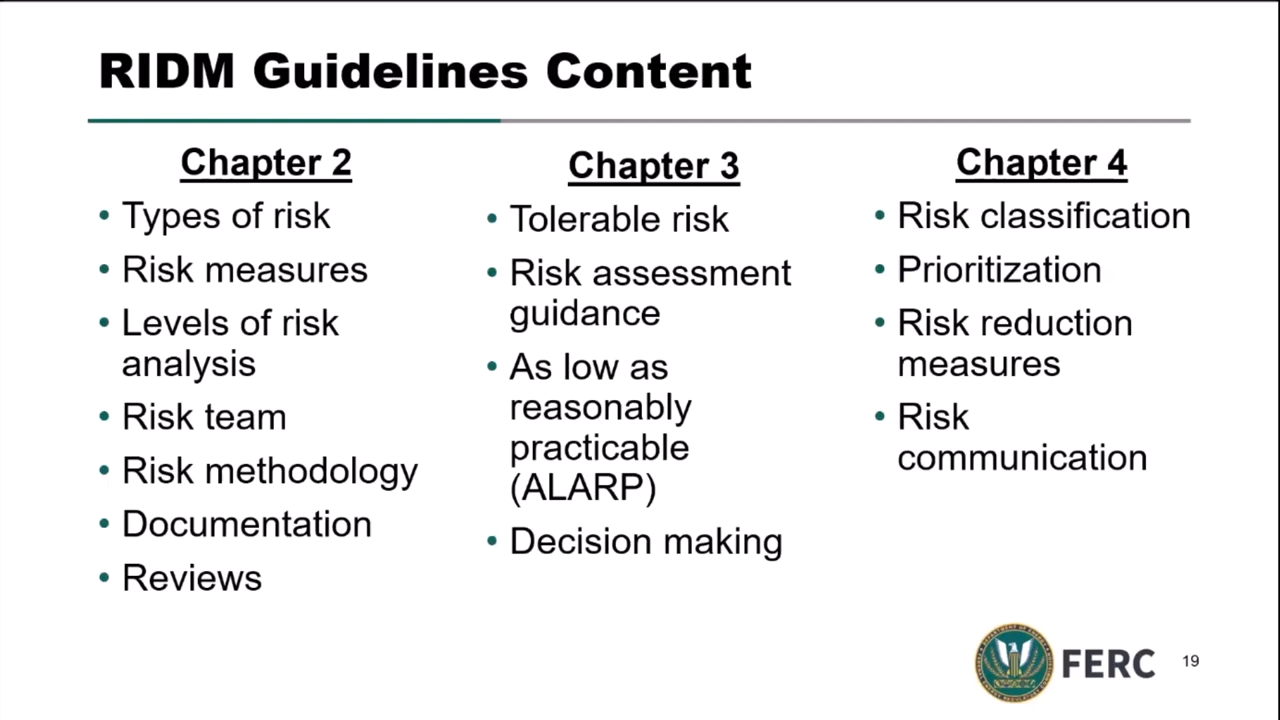 RIDM Guidelines Content
Chapter 2
• Types of risk
• Risk measures
• Levels of risk
analysis
• Risk team
• Risk methodology
• Documentation
• Reviews
Chapter 3
• Tolerable risk
• Risk assessment
guidance
• As low as
reasonably
practicable
(ALARP)
• Decision making
Chapter 4
• Risk classification
• Prioritization
• Risk reduction
measures
• Risk
communication
FERC
19